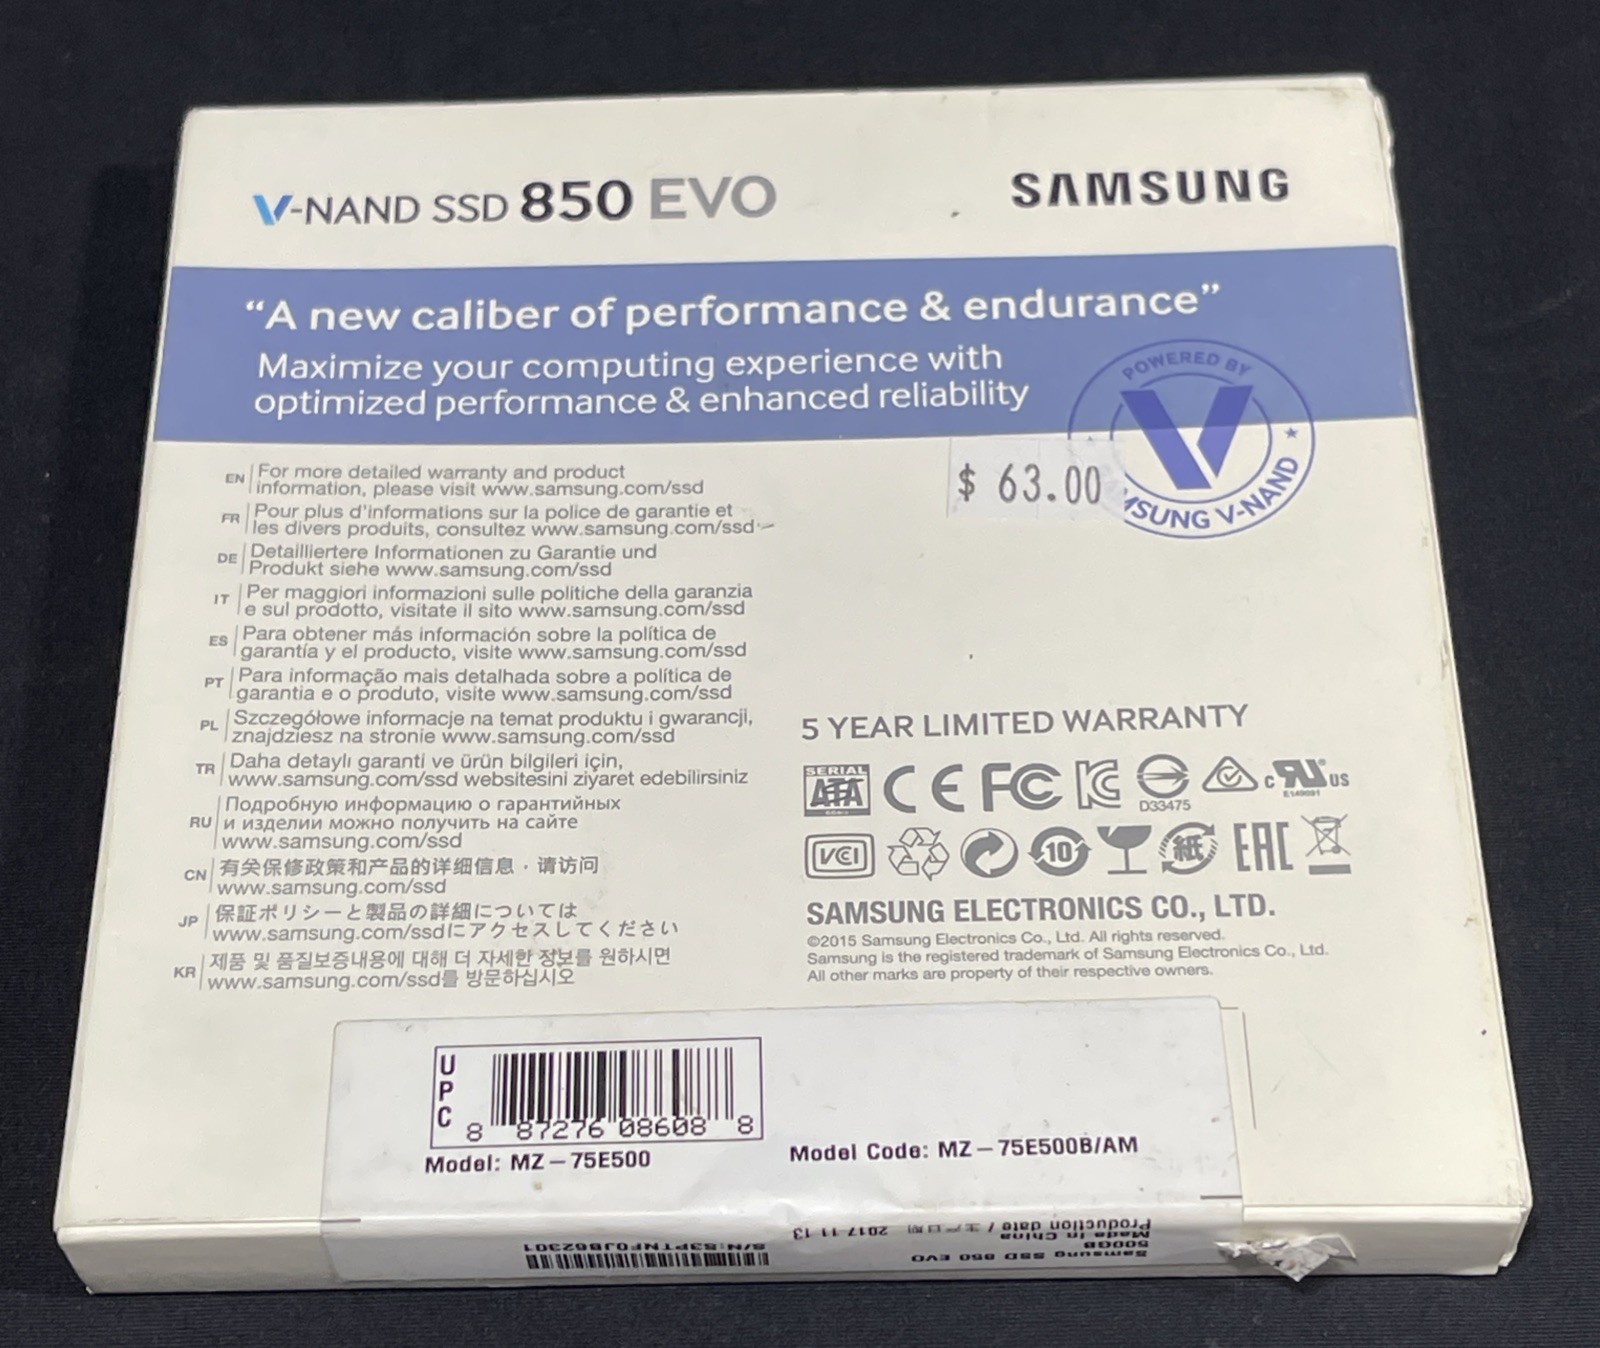 V-NAND SSD 850 EVO
SAMSUNG
“A new caliber of performance & endurance”
Maximize your computing experience with
optimized performance & enhanced reliability
POWERED BY
MSUNG V-NAND
$ 63.00
EN For more detailed warranty and product
information, please visit www.samsung.com/ssd
FR Pour plus d'informations sur la police de garantie et
les divers produits, consultez www.samsung.com/ssd
DE Detailliertere Informationen zu Garantie und
Produkt siehe www.samsung.com/ssd
IT Per maggiori informazioni sulle politiche della garanzia
e sul prodotto, visitate il sito www.samsung.com/ssd
ES Para obtener más información sobre la política de
garantía y el producto, visite www.samsung.com/ssd
PT Para informação mais detalhada sobre a política de
garantia e o produto, visite www.samsung.com/ssd
PL Szczegółowe informacje na temat produktu i gwarancji,
znajdziesz na stronie www.samsung.com/ssd
TR Daha detaylı garanti ve ürün bilgileri için,
www.samsung.com/ssd websitesini ziyaret edebilirsiniz
RU Подробную информацию о гарантийных
и изделии можно получить на сайте
www.samsung.com/ssd
CN 有关保修政策和产品的详细信息，请访问
www.samsung.com/ssd
JP 保証ポリシーと製品の詳細については
www.samsung.com/ssdにアクセスしてください
KR 제품 및 품질보증내용에 대해 더 자세한 정보를 원하시면
www.samsung.com/ssd를 방문하십시오
5 YEAR LIMITED WARRANTY
SERIAL
ATA
CE FC KC
D33475
c RU US
VCI
10
紙
EAC
SAMSUNG ELECTRONICS CO., LTD.
©2015 Samsung Electronics Co., Ltd. All rights reserved.
Samsung is the registered trademark of Samsung Electronics Co., Ltd.
All other marks are property of their respective owners.
UPC
8 87276 08608 8
Model: MZ-75E500
Model Code: MZ-75E500B/AM
Samsung SSD 850 EVO
500GB
Made in China
Production date / 生产日期 2017.11.13
S/N: S3PTNF0JB62301